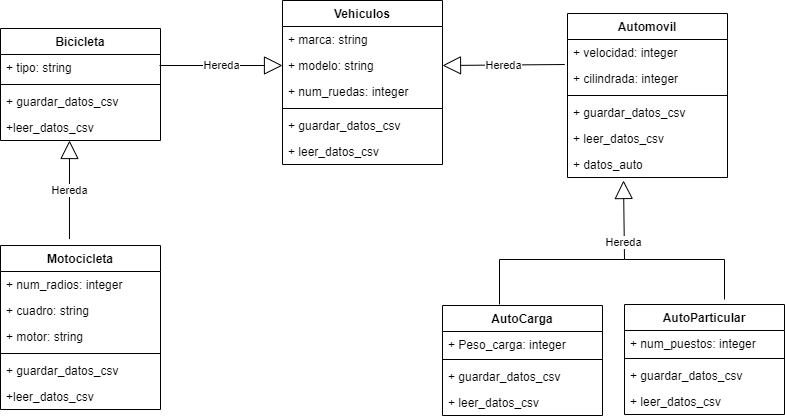 Bicicleta
+ tipo: string
+ guardar_datos_csv
+leer_datos_csv
Hereda
Vehiculos
+ marca: string
+ modelo: string
+ num_ruedas: integer
+ guardar_datos_csv
+ leer_datos_csv
Hereda
Automovil
+ velocidad: integer
+ cilindrada: integer
+ guardar_datos_csv
+ leer_datos_csv
+ datos_auto
Hereda
Motocicleta
+ num_radios: integer
+ cuadro: string
+ motor: string
+ guardar_datos_csv
+leer_datos_csv
Hereda
AutoCarga
+ Peso_carga: integer
+ guardar_datos_csv
+ leer_datos_csv
AutoParticular
+ num_puestos: integer
+ guardar_datos_csv
+ leer_datos_csv